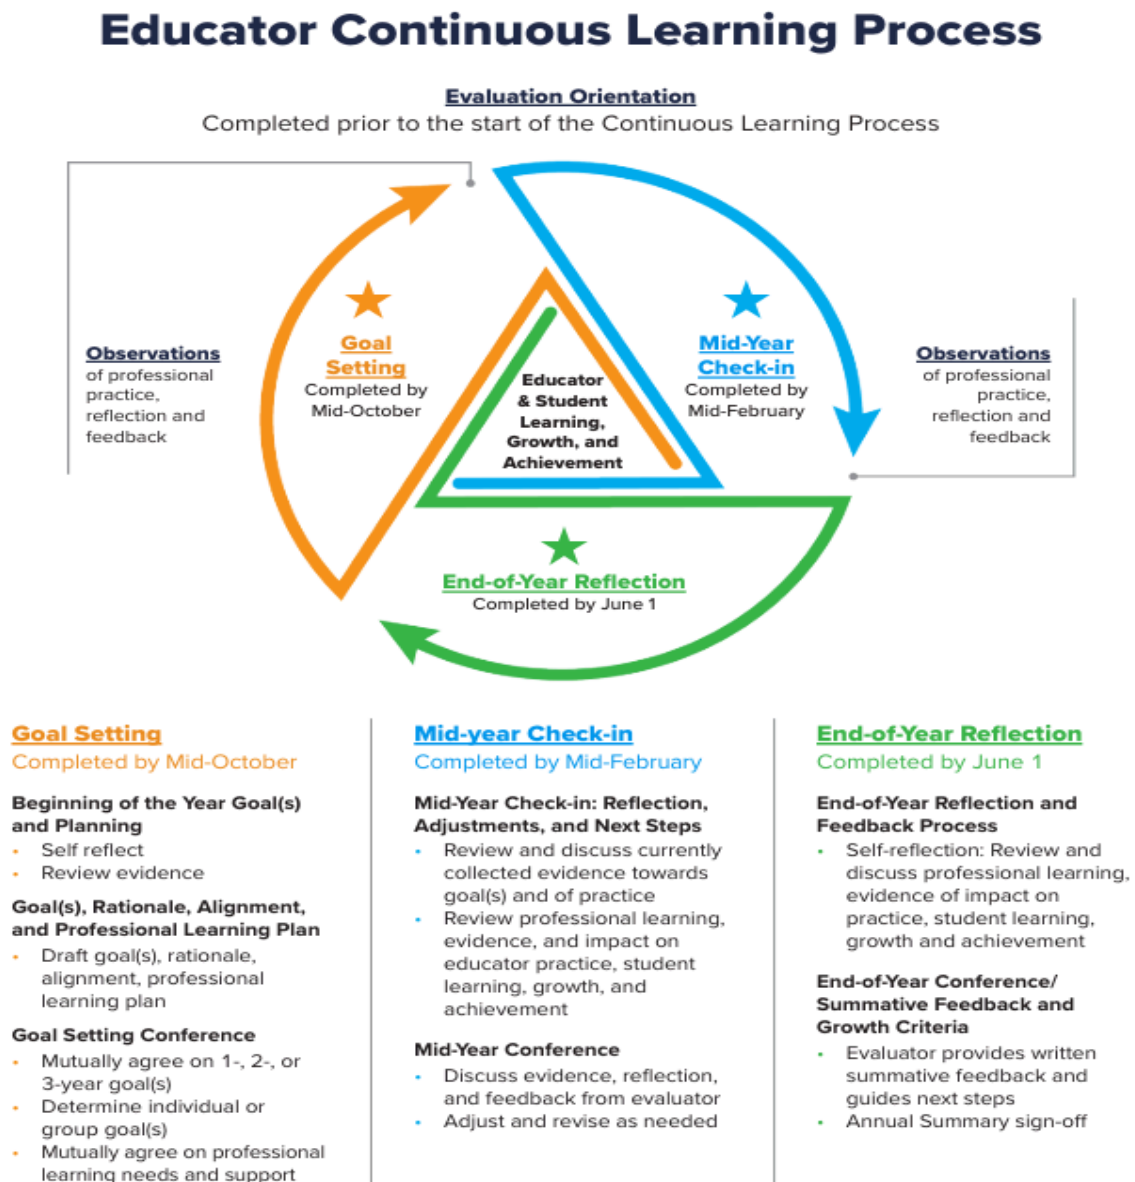 Educator Continuous Learning Process
Evaluation Orientation
Completed prior to the start of the Continuous Learning Process
Observations
of professional
practice,
reflection and
feedback
Goal
Setting
Completed by
Mid-October
Educator
& Student
Learning,
Growth, and
Achievement
Mid-Year
Check-in
Completed by
Mid-February
Observations
of professional
practice,
reflection and
feedback
End-of-Year Reflection
Completed by June 1
Goal Setting
Completed by Mid-October
Beginning of the Year Goal(s)
and Planning
• Self reflect
• Review evidence
Goal(s), Rationale, Alignment,
and Professional Learning Plan
• Draft goal(s), rationale,
alignment, professional
learning plan
Goal Setting Conference
• Mutually agree on 1-, 2-, or
3-year goal(s)
• Determine individual or
group goal(s)
• Mutually agree on professional
learning needs and support
Mid-year Check-in
Completed by Mid-February
Mid-Year Check-in: Reflection,
Adjustments, and Next Steps
• Review and discuss currently
collected evidence towards
goal(s) and of practice
• Review professional learning,
evidence, and impact on
educator practice, student
learning, growth, and
achievement
Mid-Year Conference
• Discuss evidence, reflection,
and feedback from evaluator
• Adjust and revise as needed
End-of-Year Reflection
Completed by June 1
End-of-Year Reflection and
Feedback Process
• Self-reflection: Review and
discuss professional learning,
evidence of impact on
practice, student learning,
growth and achievement
End-of-Year Conference/
Summative Feedback and
Growth Criteria
• Evaluator provides written
summative feedback and
guides next steps
• Annual Summary sign-off